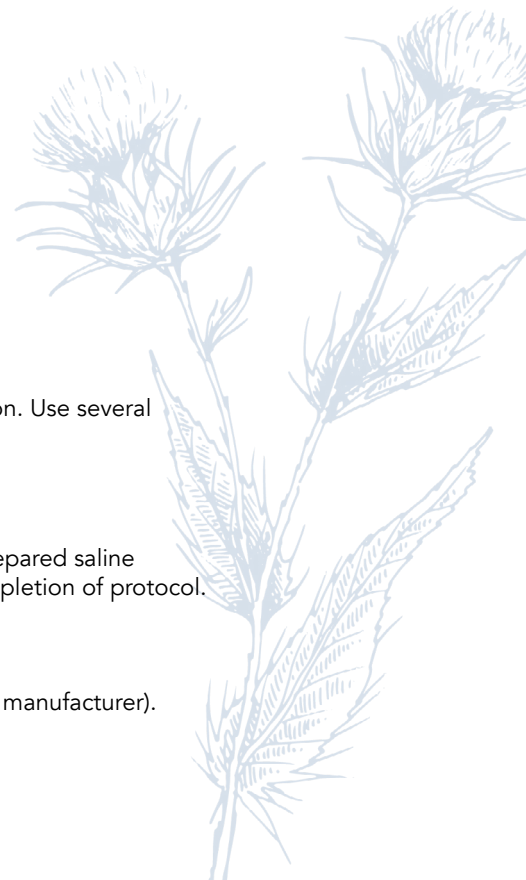 on. Use several
epared saline
pletion of protocol.
manufacturer).